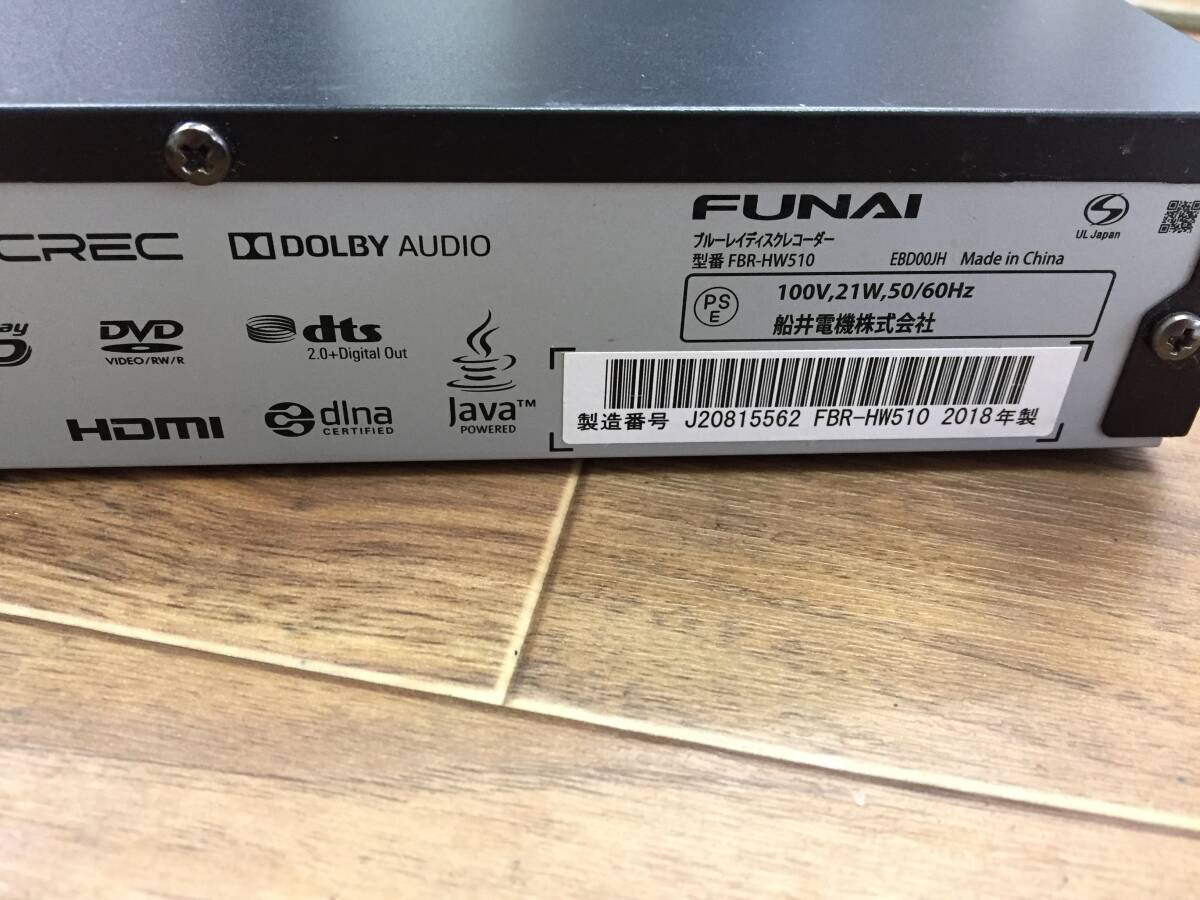 FUNAI
ブルーレイディスクレコーダー
型番 FBR-HW510 EBD00JH Made in China
UL Japan
CREC
DOLBY AUDIO
PS
E
100V,21W,50/60Hz
船井電機株式会社
DVD
VIDEO/RW/R
dts
2.0+Digital Out
HDMI
dlna
CERTIFIED
Java™
POWERED
製造番号 J20815562 FBR-HW510 2018年製